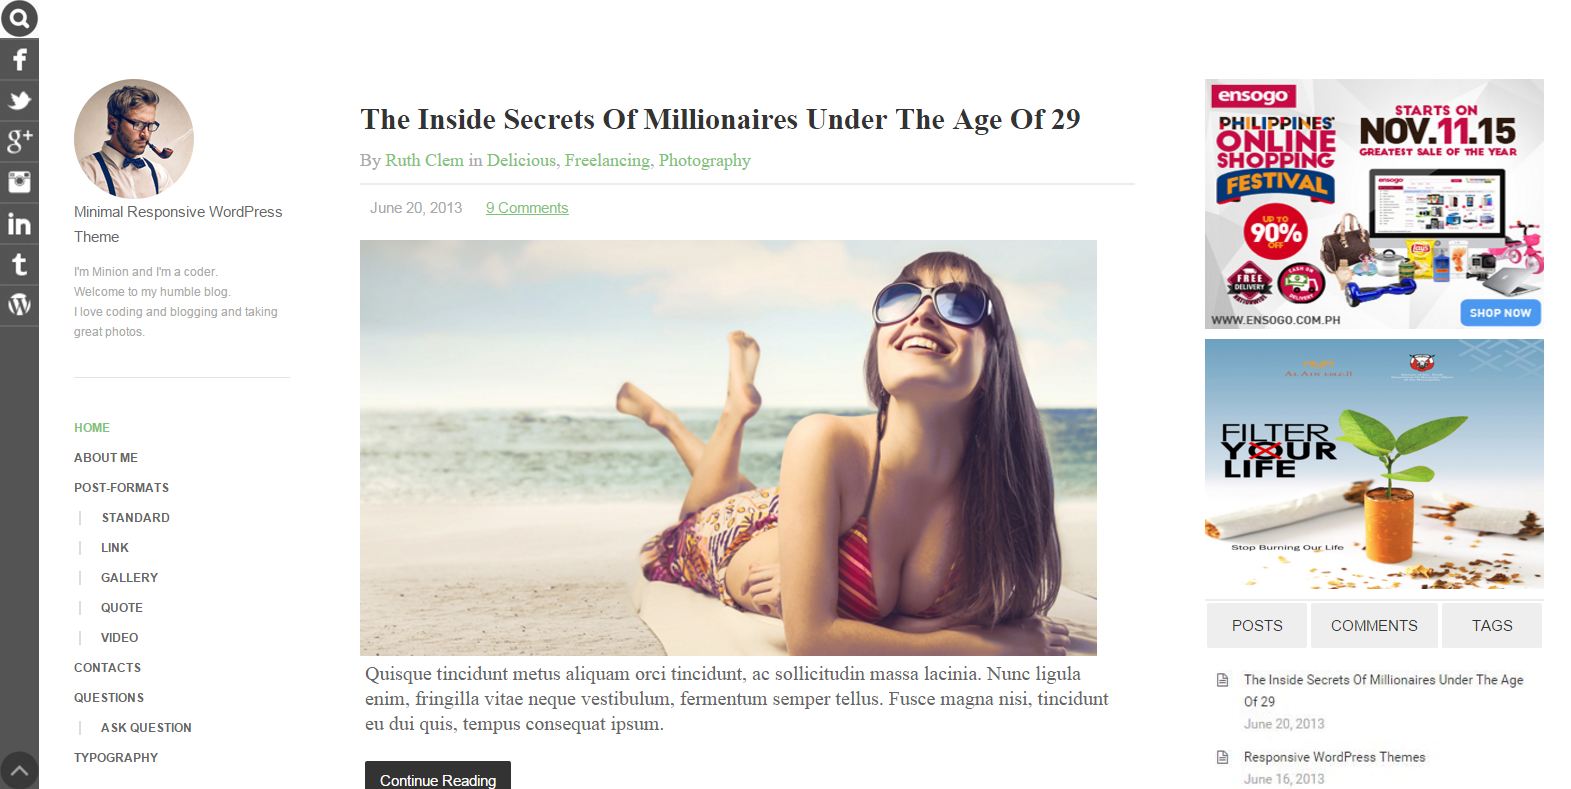 Minimal Responsive WordPress
Theme
I'm Minion and I'm a coder.
Welcome to my humble blog.
I love coding and blogging and taking
great photos.
HOME
ABOUT ME
POST-FORMATS
STANDARD
LINK
GALLERY
QUOTE
VIDEO
CONTACTS
QUESTIONS
ASK QUESTION
TYPOGRAPHY
The Inside Secrets Of Millionaires Under The Age Of 29
By Ruth Clem in Delicious, Freelancing, Photography
June 20, 2013 9 Comments
Quisque tincidunt metus aliquam orci tincidunt, ac sollicitudin massa lacinia. Nunc ligula
enim, fringilla vitae neque vestibulum, fermentum semper tellus. Fusce magna nisi, tincidunt
eu dui quis, tempus consequat ipsum.
Continue Reading
ensogo
PHILIPPINES'
ONLINE
SHOPPING
FESTIVAL
UP TO
90%
OFF
FREE
DELIVERY
NATIONWIDE
CASH ON
DELIVERY
STARTS ON
NOV.11.15
GREATEST SALE OF THE YEAR
ensogo
Lay's
WWW.ENSOGO.COM.PH
SHOP NOW
FILTER
YOUR
LIFE
Stop Burning Our Life
POSTS COMMENTS TAGS
The Inside Secrets Of Millionaires Under The Age
Of 29
June 20, 2013
Responsive WordPress Themes
June 16, 2013